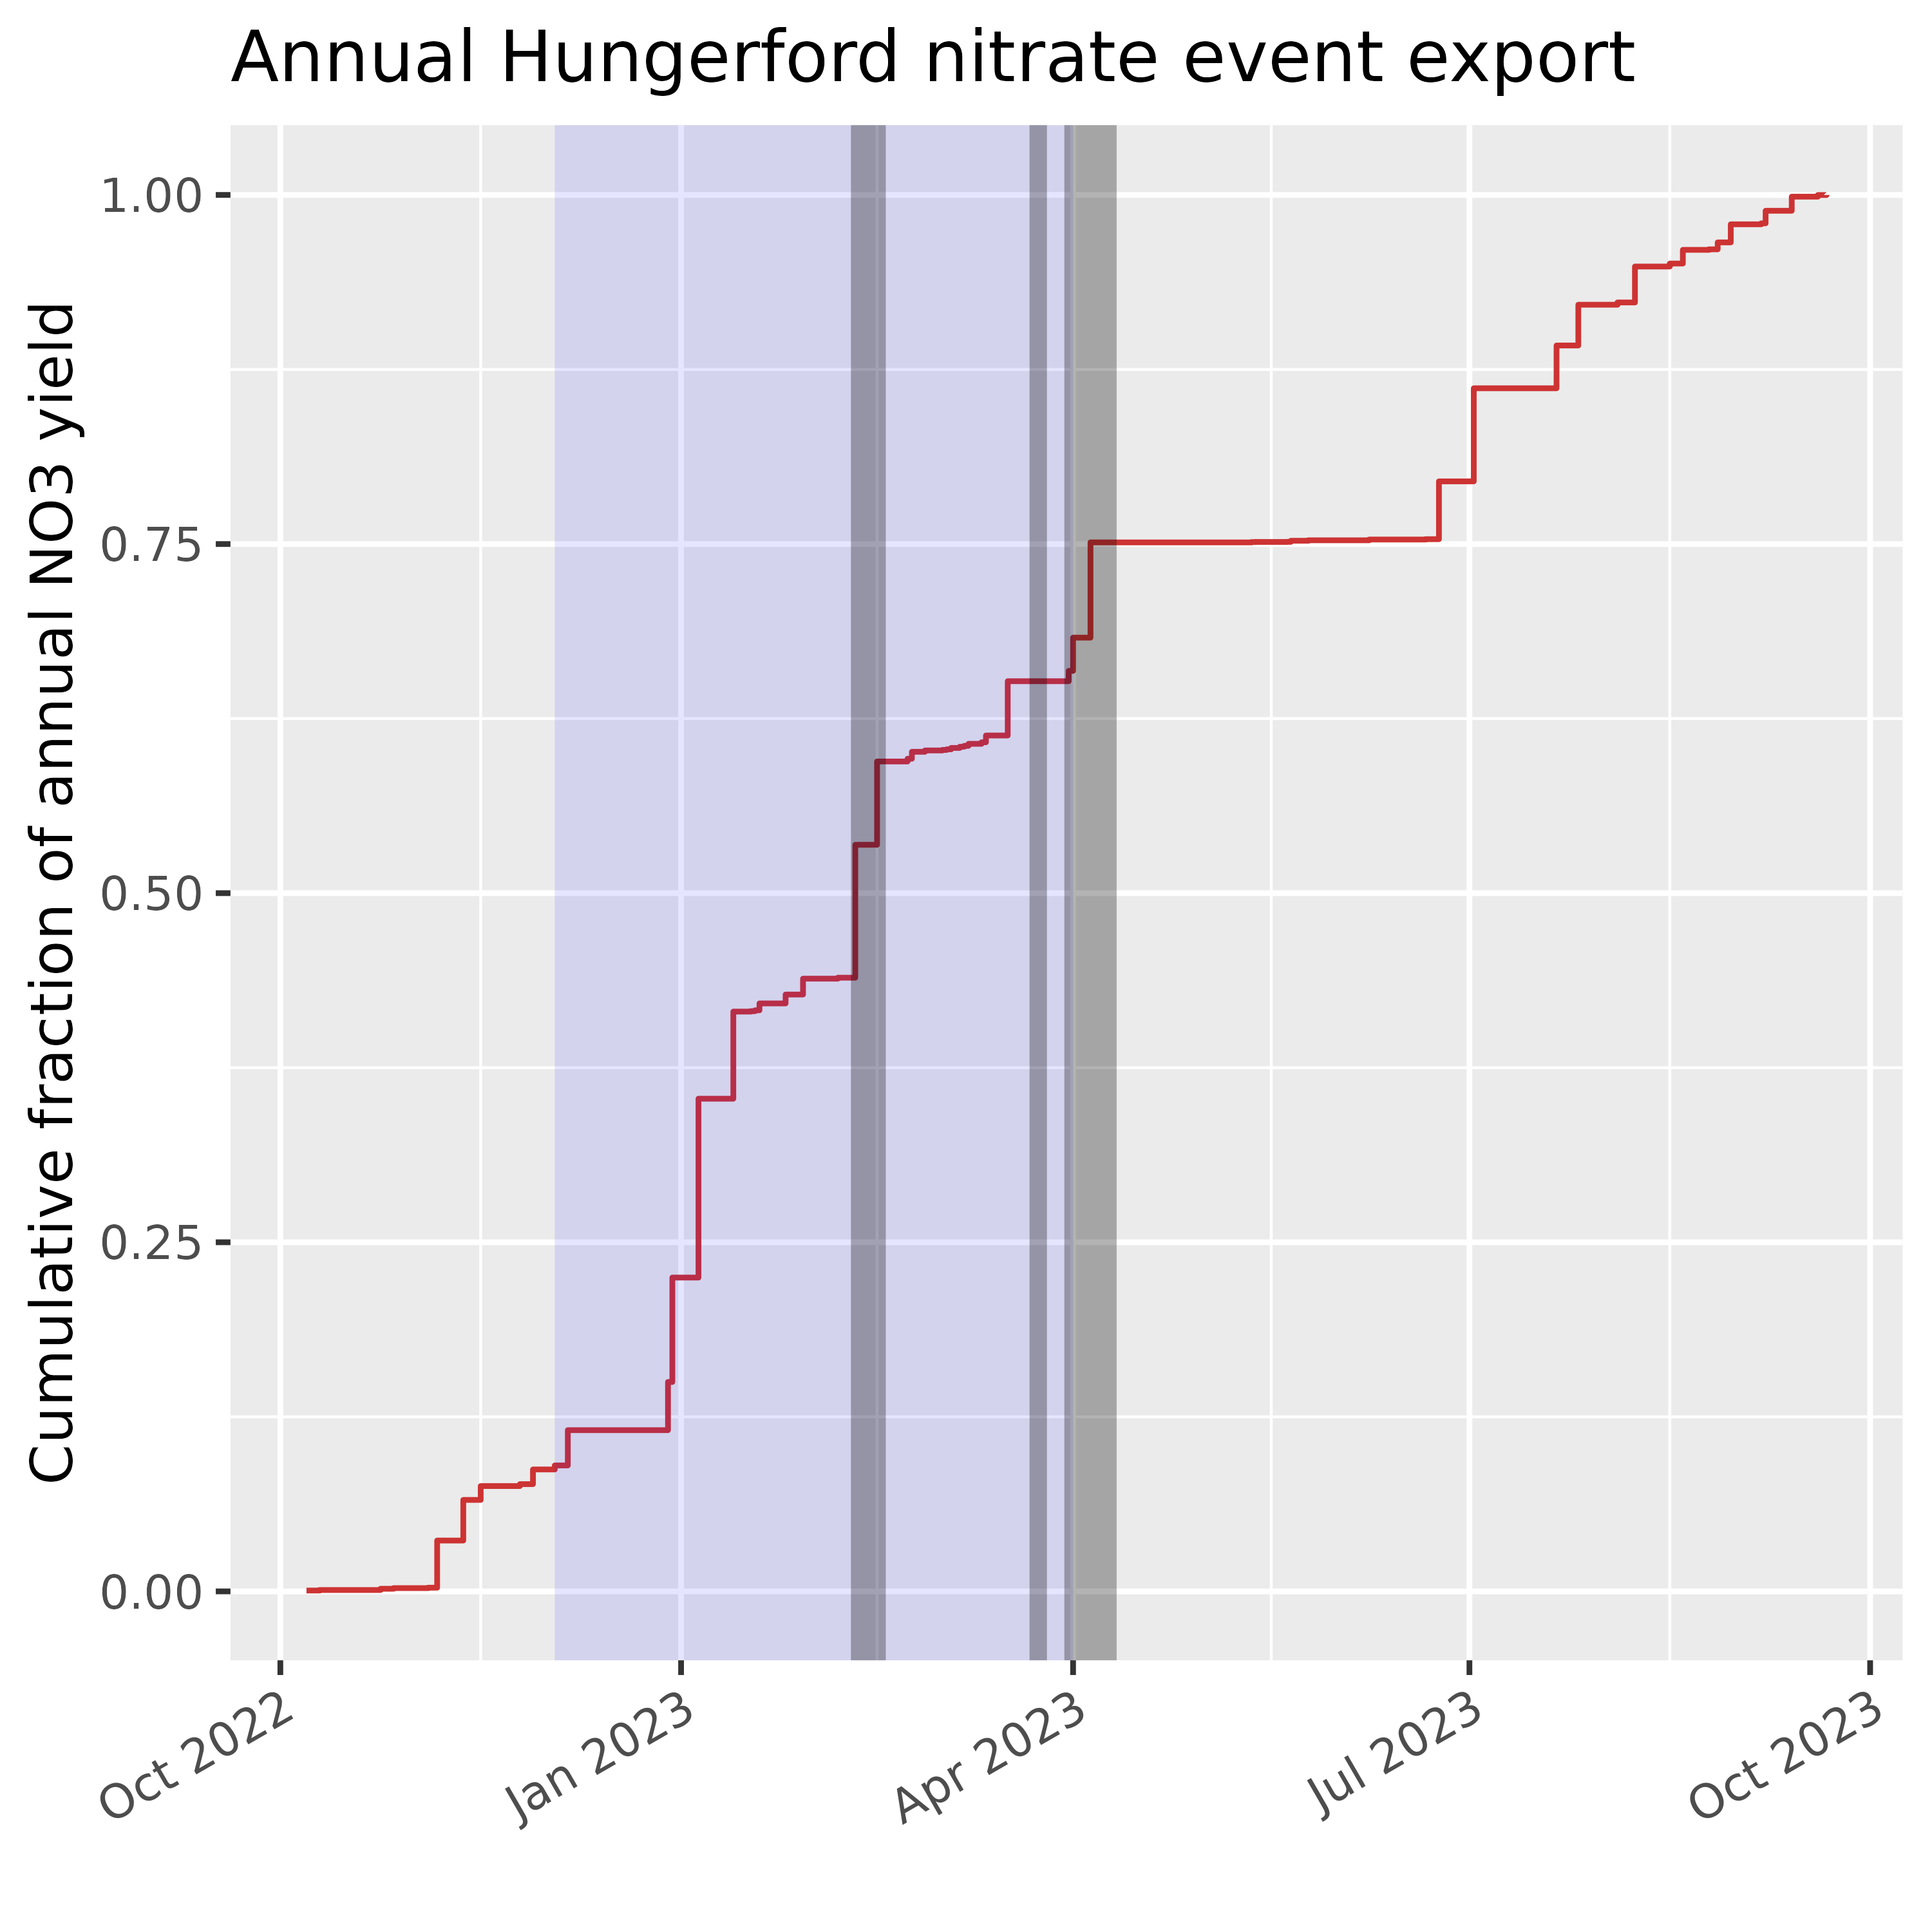 Annual Hungerford nitrate event export
Cumulative fraction of annual NO3 yield
1.00
0.75
0.50
0.25
0.00
Oct 2022
Jan 2023
Apr 2023
Jul 2023
Oct 2023